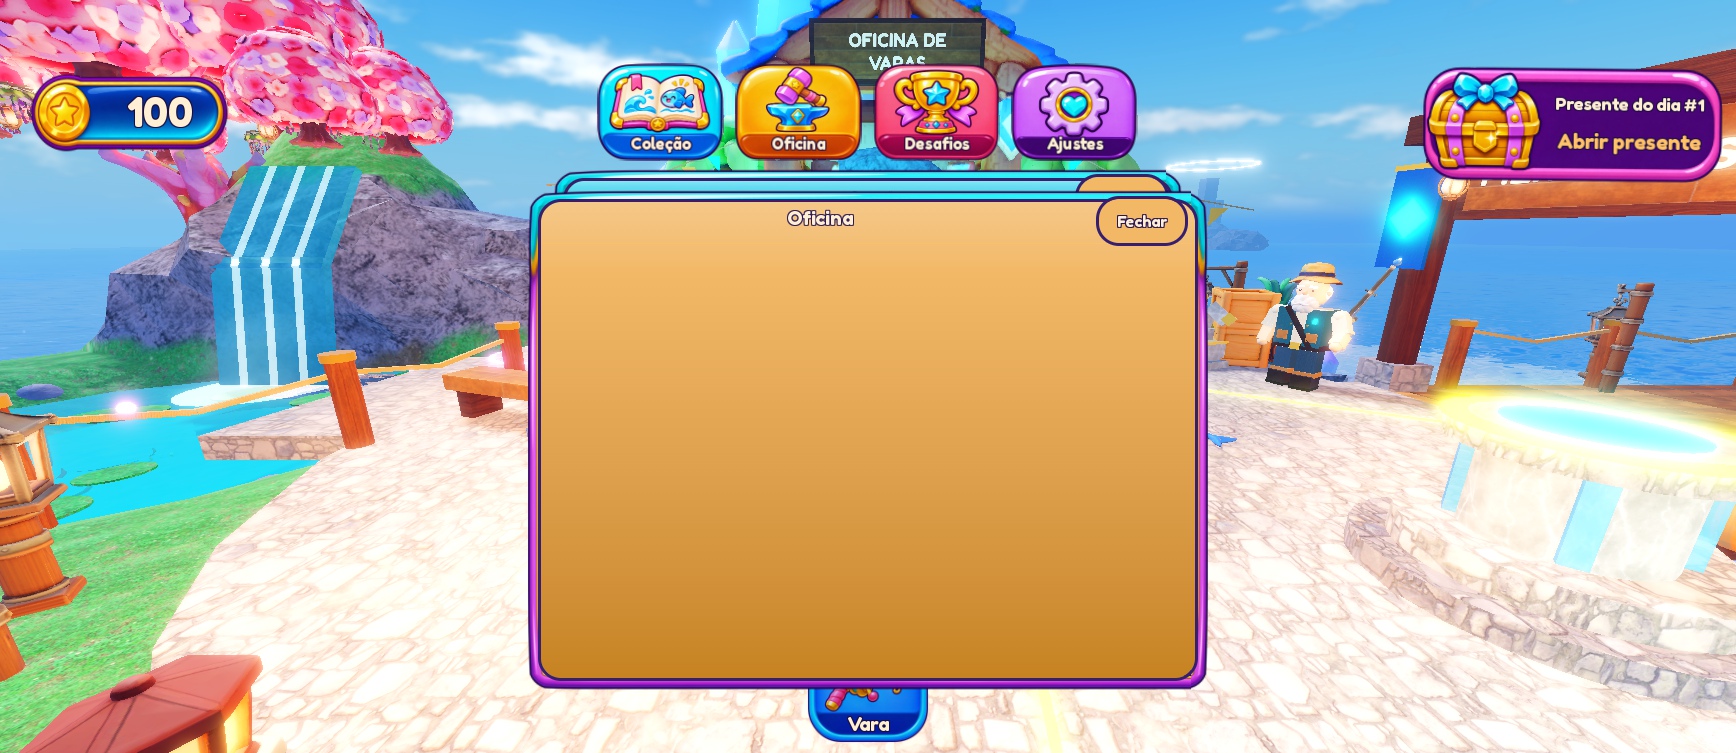 OFICINA DE
VARAS
100
Coleção
Oficina
Desafios
Ajustes
Presente do dia #1
Abrir presente
Oficina
Fechar
Vara